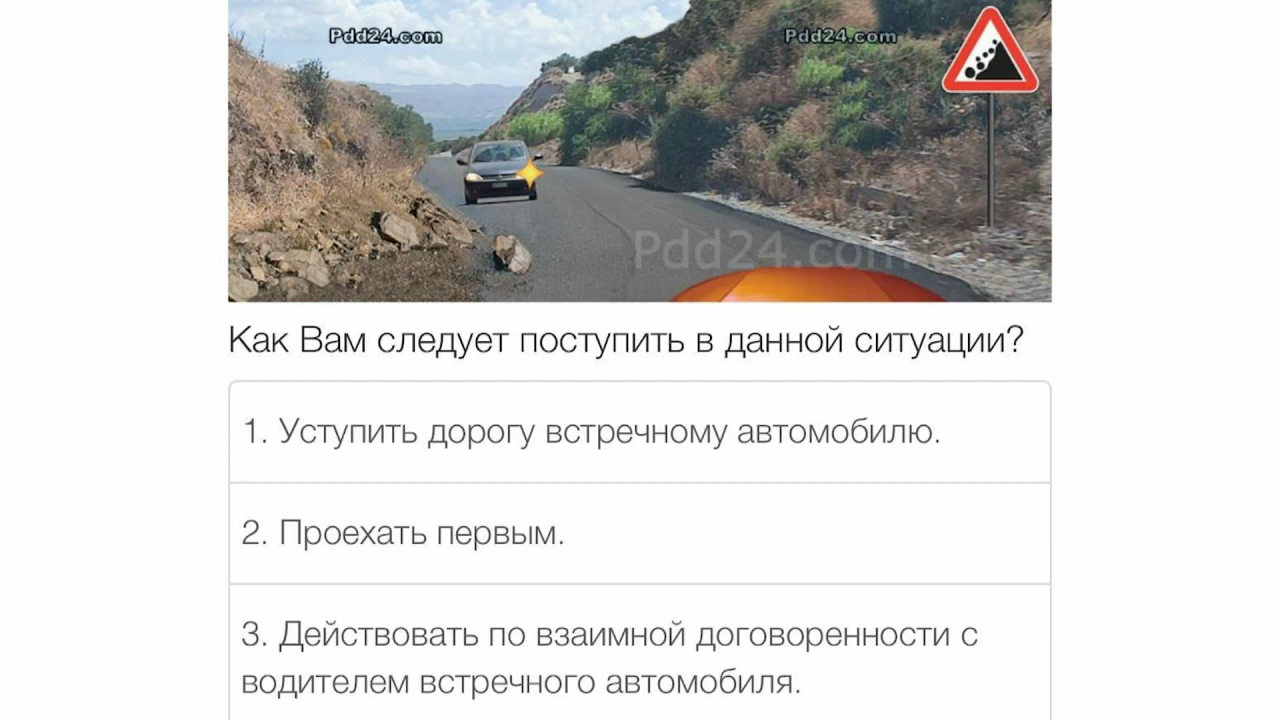 Pdd24.com Pdd24.com
Pdd24.com
Как Вам следует поступить в данной ситуации?
1. Уступить дорогу встречному автомобилю.
2. Проехать первым.
3. Действовать по взаимной договоренности с
водителем встречного автомобиля.